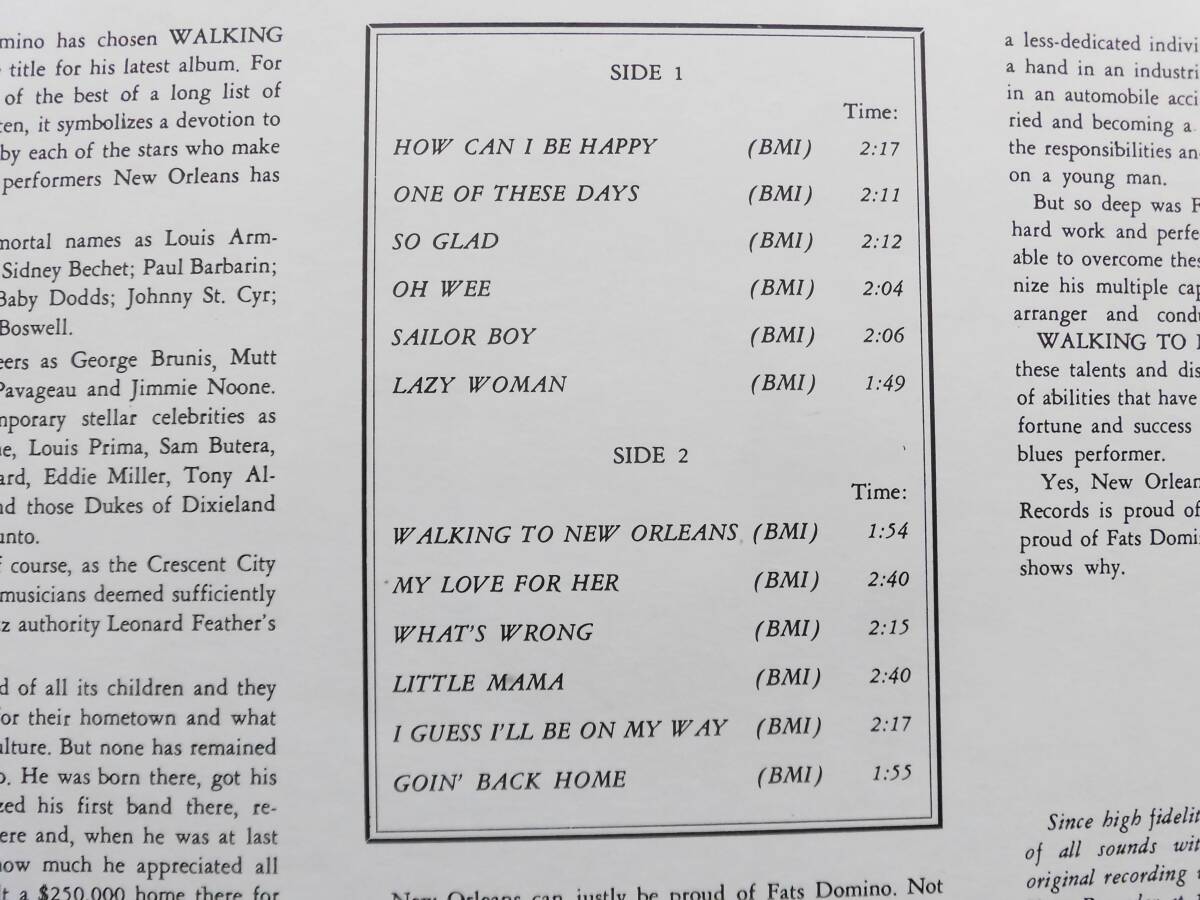 mino has chosen WALKING
title for his latest album. For
of the best of a long list of
ten, it symbolizes a devotion to
by each of the stars who make
performers New Orleans has
mortal names as Louis Arm-
Sidney Bechet; Paul Barbarin;
Baby Dodds; Johnny St. Cyr;
Boswell.
eers as George Brunis, Mutt
Pavageau and Jimmie Noone.
mporary stellar celebrities as
ue, Louis Prima, Sam Butera,
ard, Eddie Miller, Tony Al-
nd those Dukes of Dixieland
unto.
f course, as the Crescent City
musicians deemed sufficiently
zz authority Leonard Feather's
d of all its children and they
for their hometown and what
ulture. But none has remained
o. He was born there, got his
zed his first band there, re-
ere and, when he was at last
how much he appreciated all
lt a $250,000 home there for
SIDE 1
Time:
HOW CAN I BE HAPPY (BMI) 2:17
ONE OF THESE DAYS (BMI) 2:11
SO GLAD (BMI) 2:12
OH WEE (BMI) 2:04
SAILOR BOY (BMI) 2:06
LAZY WOMAN (BMI) 1:49
SIDE 2
Time:
WALKING TO NEW ORLEANS (BMI) 1:54
MY LOVE FOR HER (BMI) 2:40
WHAT'S WRONG (BMI) 2:15
LITTLE MAMA (BMI) 2:40
I GUESS I'LL BE ON MY WAY (BMI) 2:17
GOIN' BACK HOME (BMI) 1:55
New Orleans can justly be proud of Fats Domino. Not
a less-dedicated indivi
a hand in an industri
in an automobile acci
ried and becoming a
the responsibilities an
on a young man.
But so deep was F
hard work and perfe
able to overcome thes
nize his multiple cap
arranger and condu
WALKING TO
these talents and dis
of abilities that have
fortune and success
blues performer.
Yes, New Orlean
Records is proud of
proud of Fats Domi
shows why.
Since high fidelit
of all sounds wit
original recording